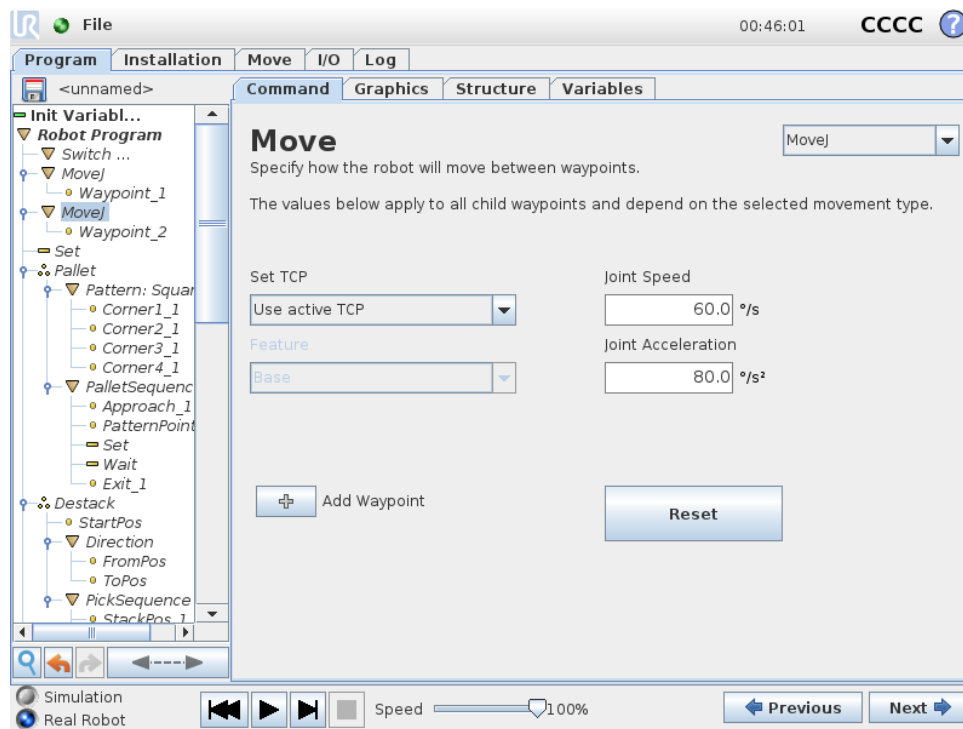 UR File 00:46:01 CCCC ?
Program Installation Move I/O Log
<unnamed>
Command Graphics Structure Variables
Init Variabl...
Robot Program
Switch ...
MoveJ
Waypoint_1
MoveJ
Waypoint_2
Set
Pallet
Pattern: Squar
Corner1_1
Corner2_1
Corner3_1
Corner4_1
PalletSequenc
Approach_1
PatternPoint
Set
Wait
Exit_1
Destack
StartPos
Direction
FromPos
ToPos
PickSequence
StackPos_1
Move
MoveJ
Specify how the robot will move between waypoints.
The values below apply to all child waypoints and depend on the selected movement type.
Set TCP
Use active TCP
Feature
Base
Joint Speed
60.0 °/s
Joint Acceleration
80.0 °/s²
Add Waypoint
Reset
Simulation
Real Robot
Speed 100%
Previous
Next